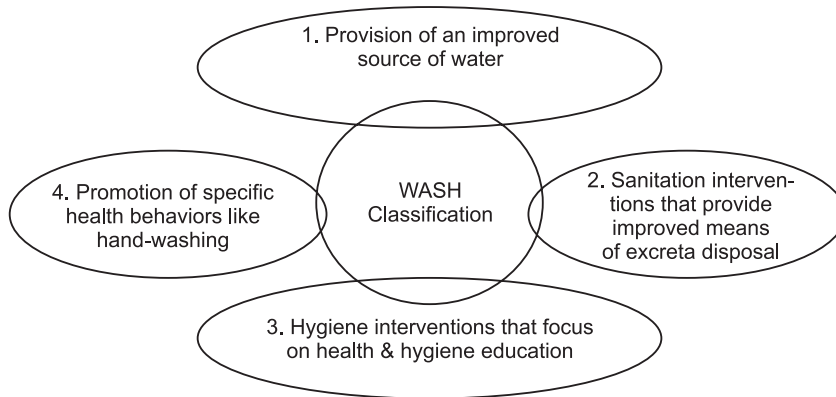 1. Provision of an improved
source of water
WASH
Classification
2. Sanitation interven-
tions that provide
improved means
of excreta disposal
3. Hygiene interventions that focus
on health & hygiene education
4. Promotion of specific
health behaviors like
hand-washing